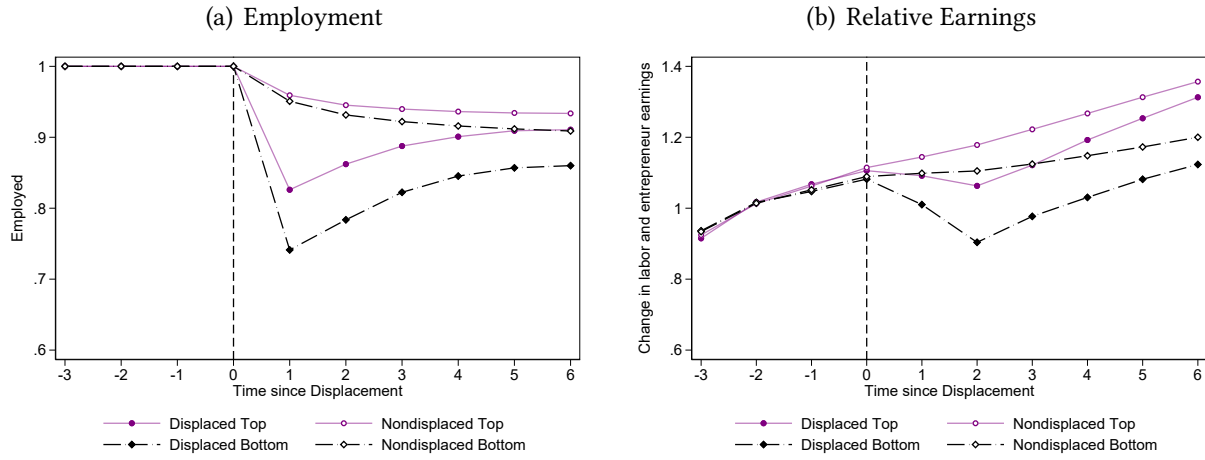 (a) Employment
1
.9
.8
.7
.6
Employed
-3 -2 -1 0 1 2 3 4 5 6
Time since Displacement
Displaced Top Nondisplaced Top
Displaced Bottom Nondisplaced Bottom
(b) Relative Earnings
1.4
1.2
1
.8
.6
Change in labor and entrepreneur earnings
-3 -2 -1 0 1 2 3 4 5 6
Time since Displacement
Displaced Top Nondisplaced Top
Displaced Bottom Nondisplaced Bottom